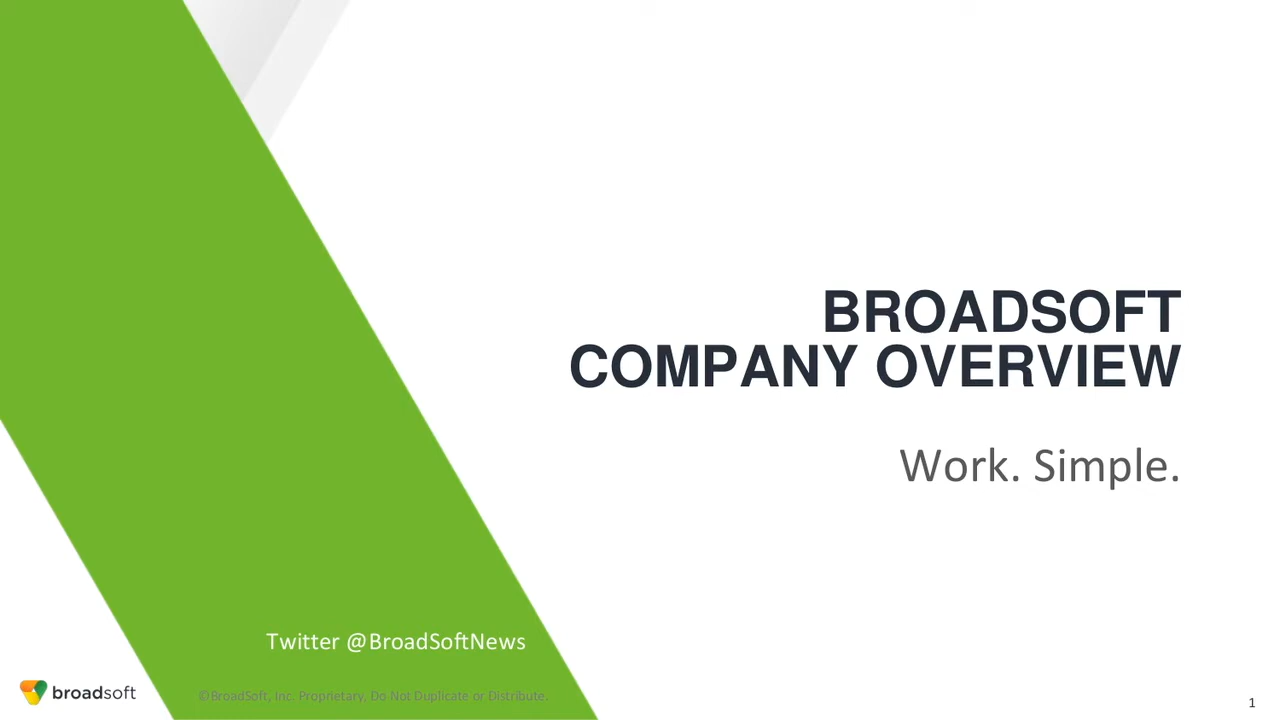 BROADSOFT
COMPANY OVERVIEW
Work. Simple.
Twitter @BroadSoftNews
broadsoft
©BroadSoft, Inc. Proprietary, Do Not Duplicate or Distribute.
1